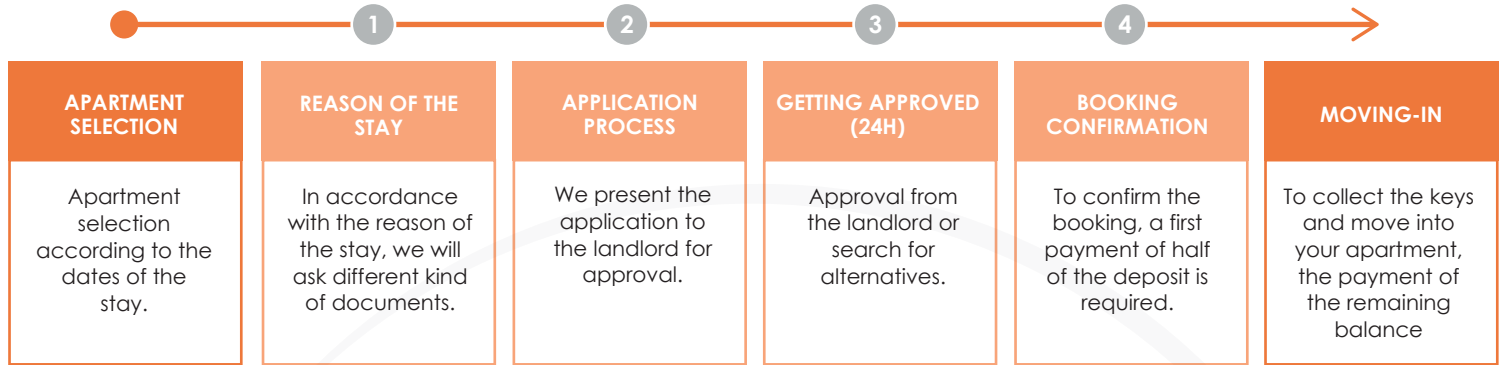 1
2
3
4
APARTMENT
SELECTION
Apartment
selection
according to the
dates of the
stay.
REASON OF THE
STAY
In accordance
with the reason of
the stay, we will
ask different kind
of documents.
APPLICATION
PROCESS
We present the
application to
the landlord for
approval.
GETTING APPROVED
(24H)
Approval from
the landlord or
search for
alternatives.
BOOKING
CONFIRMATION
To confirm the
booking, a first
payment of half
of the deposit is
required.
MOVING-IN
To collect the keys
and move into
your apartment,
the payment of
the remaining
balance